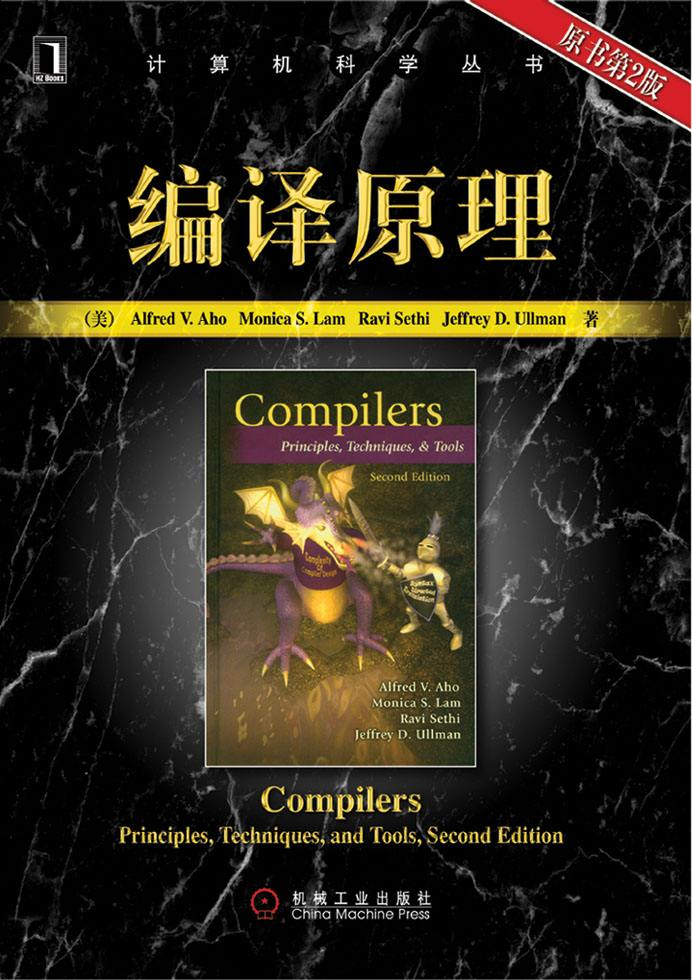 HZ Books
计算机科学丛书
原书第2版
编译原理
（美） Alfred V. Aho Monica S. Lam Ravi Sethi Jeffrey D. Ullman 著
Compilers
Principles, Techniques, & Tools
Second Edition
Complexity
of
Compiler Design
Syntax
Directed
Translation
Alfred V. Aho
Monica S. Lam
Ravi Sethi
Jeffrey D. Ullman
Compilers
Principles, Techniques, and Tools, Second Edition
机械工业出版社
China Machine Press